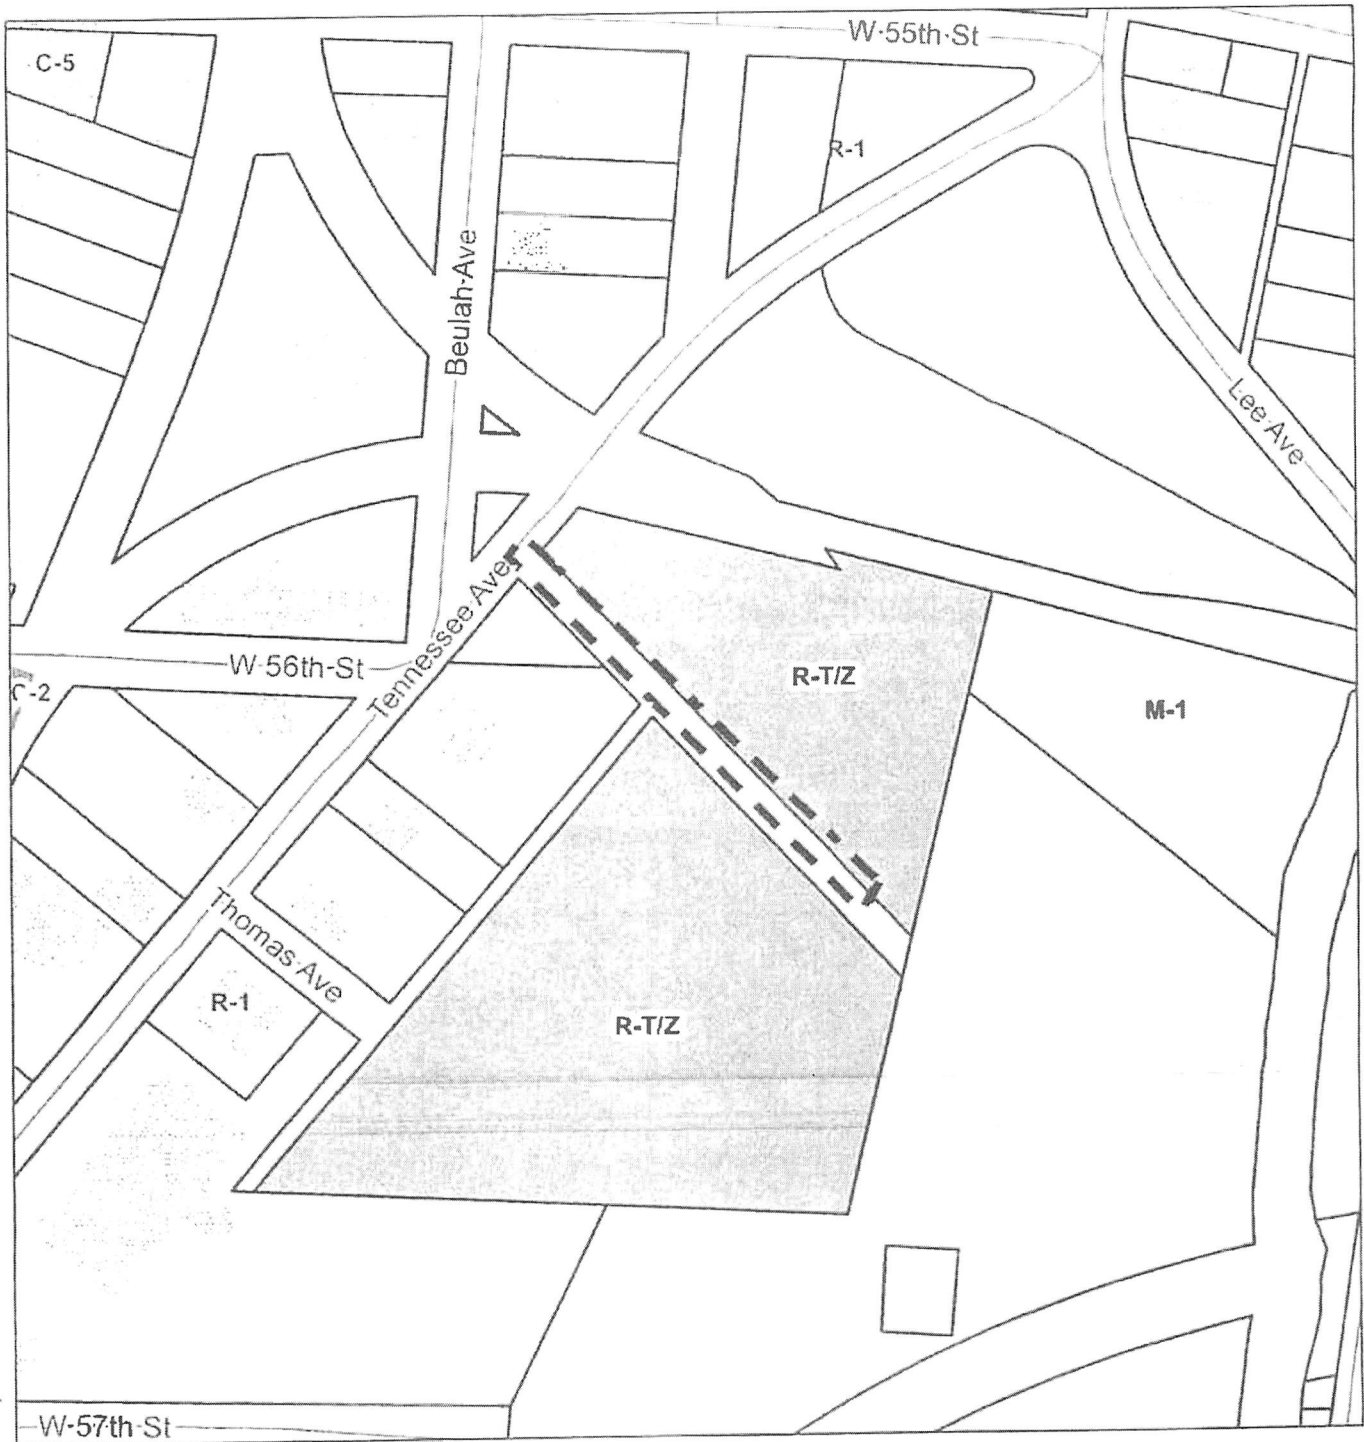 W 55th St
C-5
R-1
Beulah Ave
Lee Ave
Tennessee Ave
W 56th St
R-T/Z
C-2
M-1
Thomas Ave
R-1
R-T/Z
W 57th St